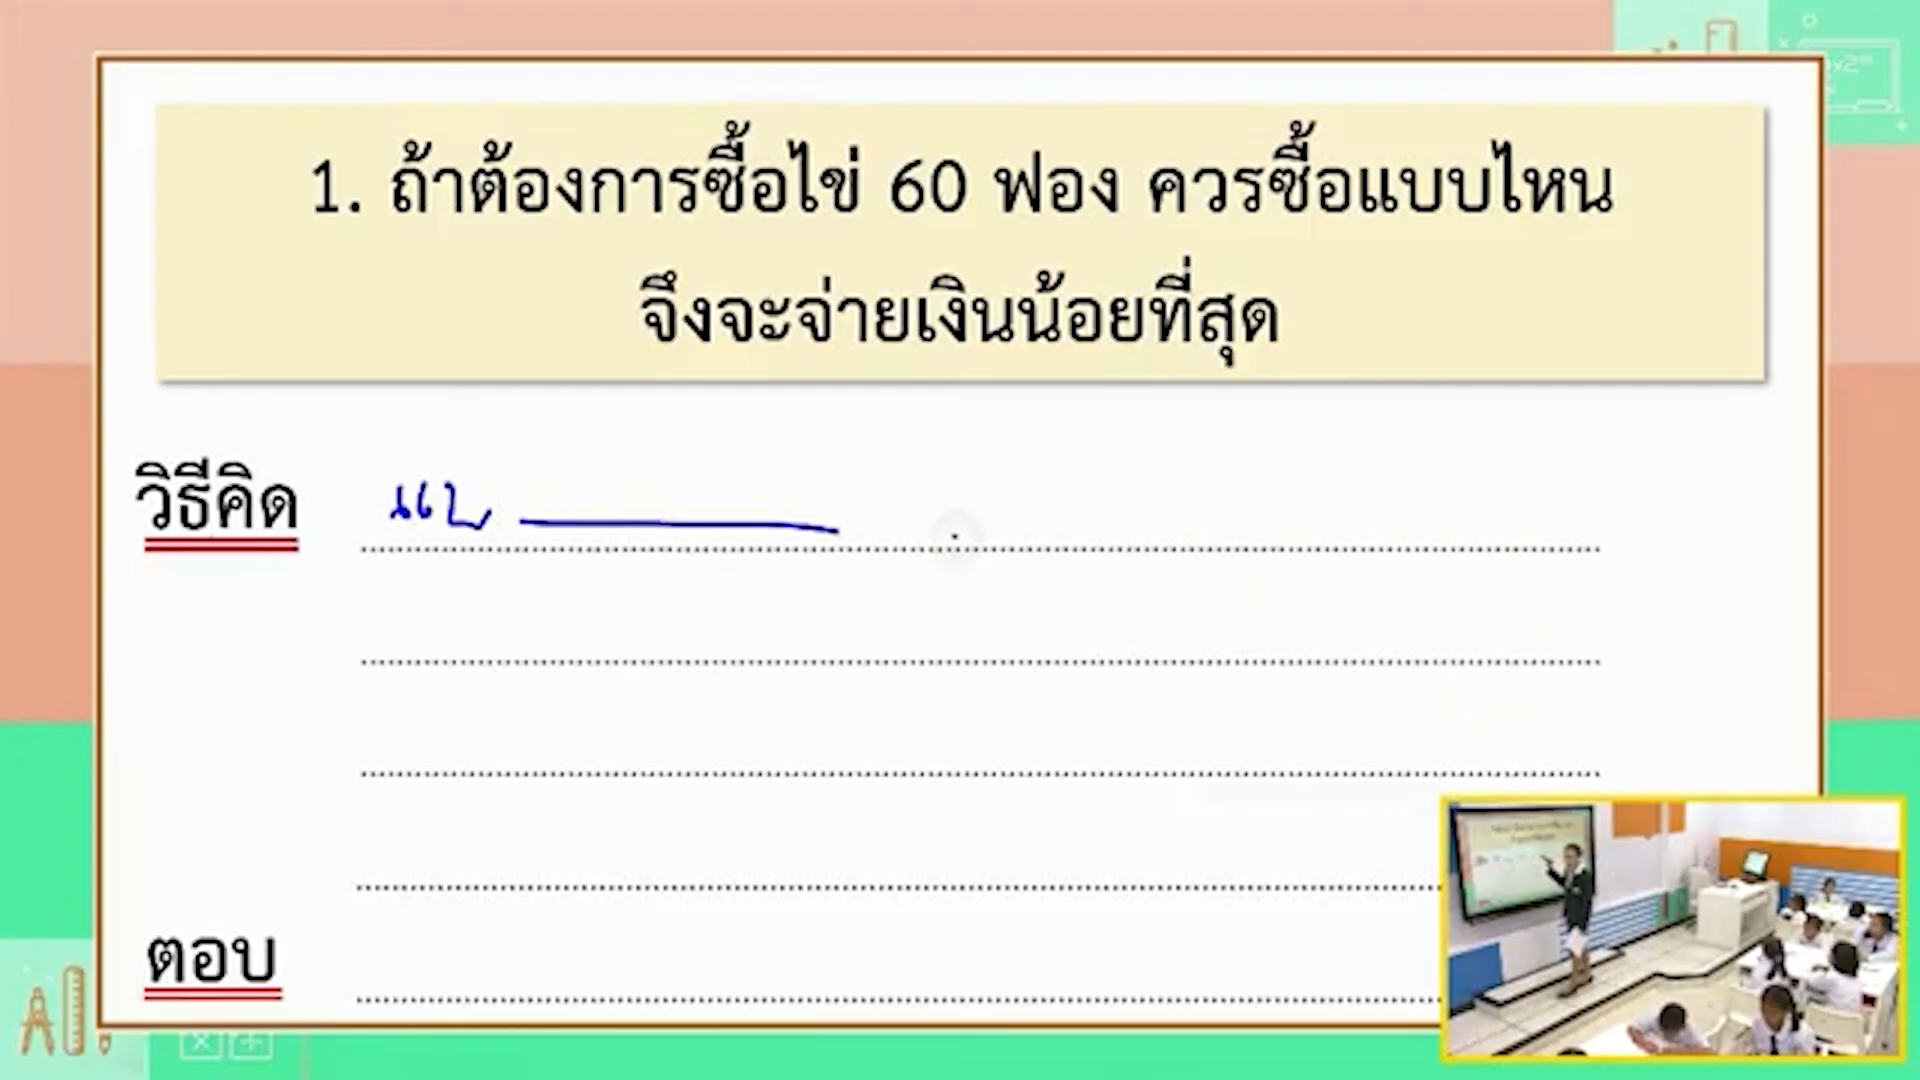 1. ถ้าต้องการซื้อไข่ 60 ฟอง ควรซื้อแบบไหน
จึงจะจ่ายเงินน้อยที่สุด
วิธีคิด
ตอบ